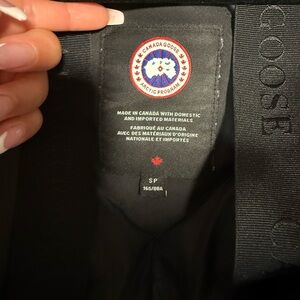 CANADA GOOSE
ARCTIC PROGRAM
MADE IN CANADA WITH DOMESTIC
AND IMPORTED MATERIALS
FABRIQUÉ AU CANADA
AVEC DES MATÉRIAUX D'ORIGINE
NATIONALE ET IMPORTÉS
SP
165/88A
GOOSE